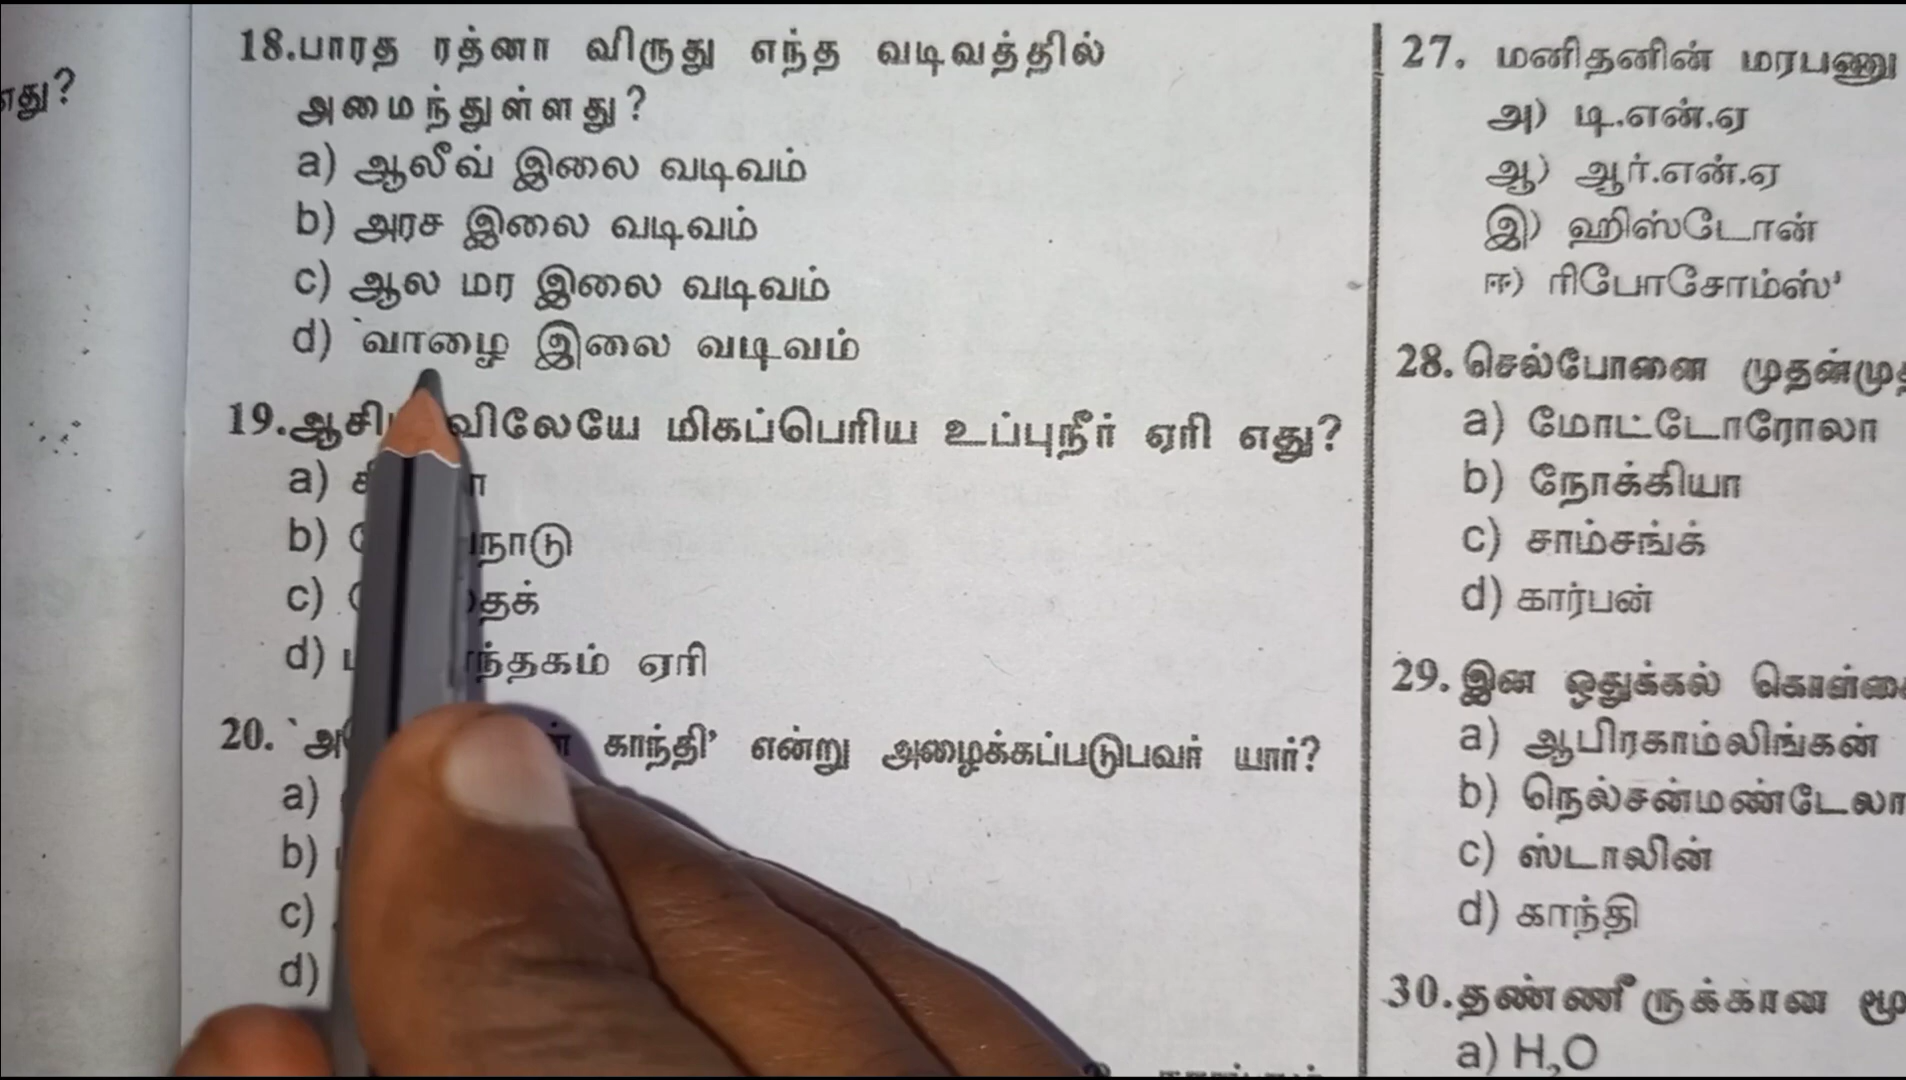 எது?
18.பாரத ரத்னா விருது எந்த வடிவத்தில்
அமைந்துள்ளது?
a) ஆலீவ் இலை வடிவம்
b) அரச இலை வடிவம்
c) ஆல மர இலை வடிவம்
d) `வாழை இலை வடிவம்
19.ஆசியாவிலேயே மிகப்பெரிய உப்புநீர் ஏரி எது?
a)
b)
c)
d) ஏரி
20. காந்தி’ என்று அழைக்கப்படுபவர் யார்?
a)
b)
c)
d)
27. மனிதனின் மரபணு
அ) டி.என்.ஏ
ஆ) ஆர்.என்.ஏ
இ) ஹிஸ்டோன்
ஈ) ரிபோசோம்ஸ்'
28. செல்போனை
a) மோட்டோரோலா
b) நோக்கியா
c) சாம்சங்க்
d) கார்பன்
29. இன ஒதுக்கல்
a) ஆபிரகாம்லிங்கன்
b) நெல்சன்மண்டேலா
c) ஸ்டாலின்
d) காந்தி
30.தண்ணீருக்கான
a) H₂O